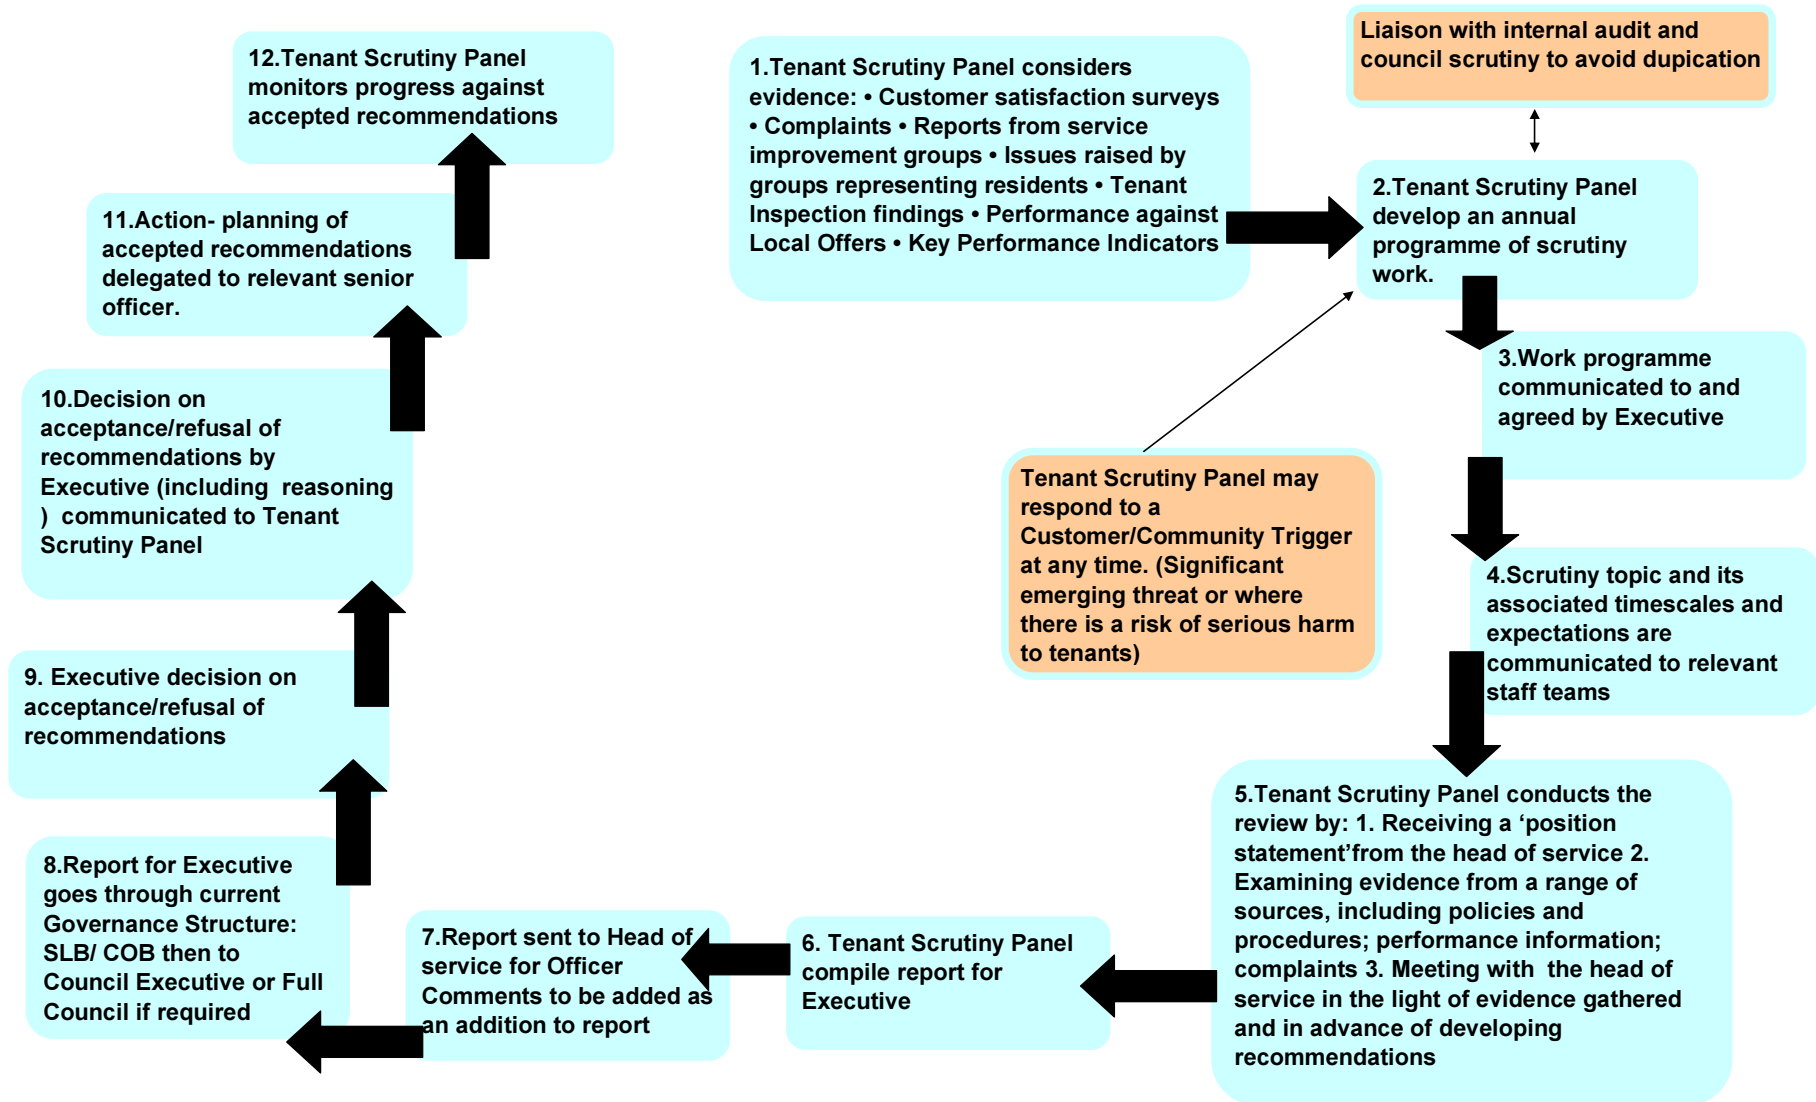 1.Tenant Scrutiny Panel considers
evidence: • Customer satisfaction surveys
• Complaints • Reports from service
improvement groups • Issues raised by
groups representing residents • Tenant
Inspection findings • Performance against
Local Offers • Key Performance Indicators
Liaison with internal audit and
council scrutiny to avoid dupication
2.Tenant Scrutiny Panel
develop an annual
programme of scrutiny
work.
3.Work programme
communicated to and
agreed by Executive
Tenant Scrutiny Panel may
respond to a
Customer/Community Trigger
at any time. (Significant
emerging threat or where
there is a risk of serious harm
to tenants)
4.Scrutiny topic and its
associated timescales and
expectations are
communicated to relevant
staff teams
5.Tenant Scrutiny Panel conducts the
review by: 1. Receiving a ‘position
statement’from the head of service 2.
Examining evidence from a range of
sources, including policies and
procedures; performance information;
complaints 3. Meeting with  the head of
service in the light of evidence gathered
and in advance of developing
recommendations
6. Tenant Scrutiny Panel
compile report for
Executive
7.Report sent to Head of
service for Officer
Comments to be added as
an addition to report
8.Report for Executive
goes through current
Governance Structure:
SLB/ COB then to
Council Executive or Full
Council if required
9. Executive decision on
acceptance/refusal of
recommendations
10.Decision on
acceptance/refusal of
recommendations by
Executive (including  reasoning
)  communicated to Tenant
Scrutiny Panel
11.Action- planning of
accepted recommendations
delegated to relevant senior
officer.
12.Tenant Scrutiny Panel
monitors progress against
accepted recommendations